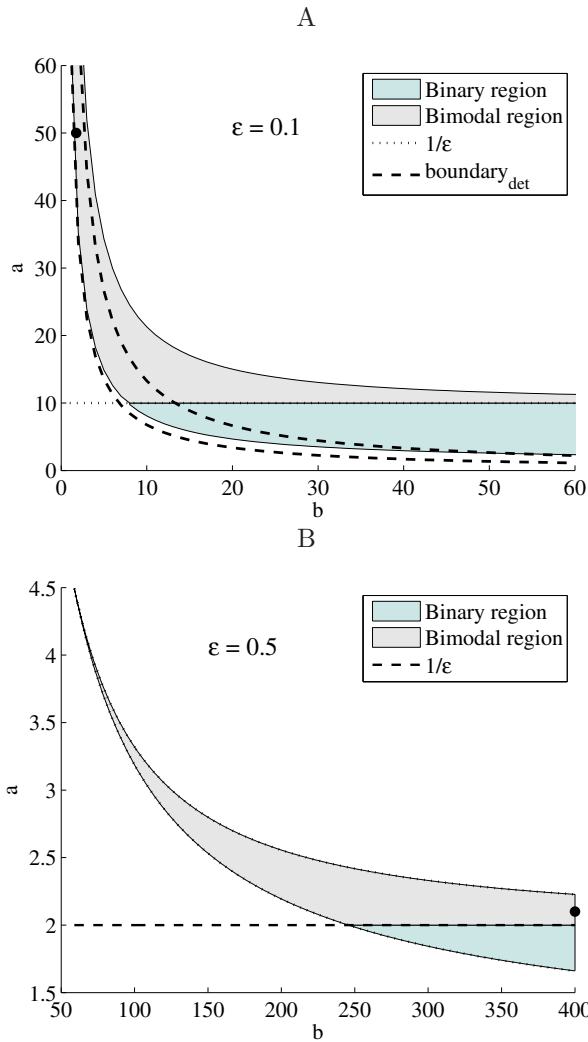 A
60
50
40
30
20
10
0
a
0
10
20
30
40
50
60
b
ε = 0.1
Binary region
Bimodal region
1/ε
boundary_det
B
4.5
4
3.5
3
2.5
2
1.5
a
50
100
150
200
250
300
350
400
b
ε = 0.5
Binary region
Bimodal region
1/ε